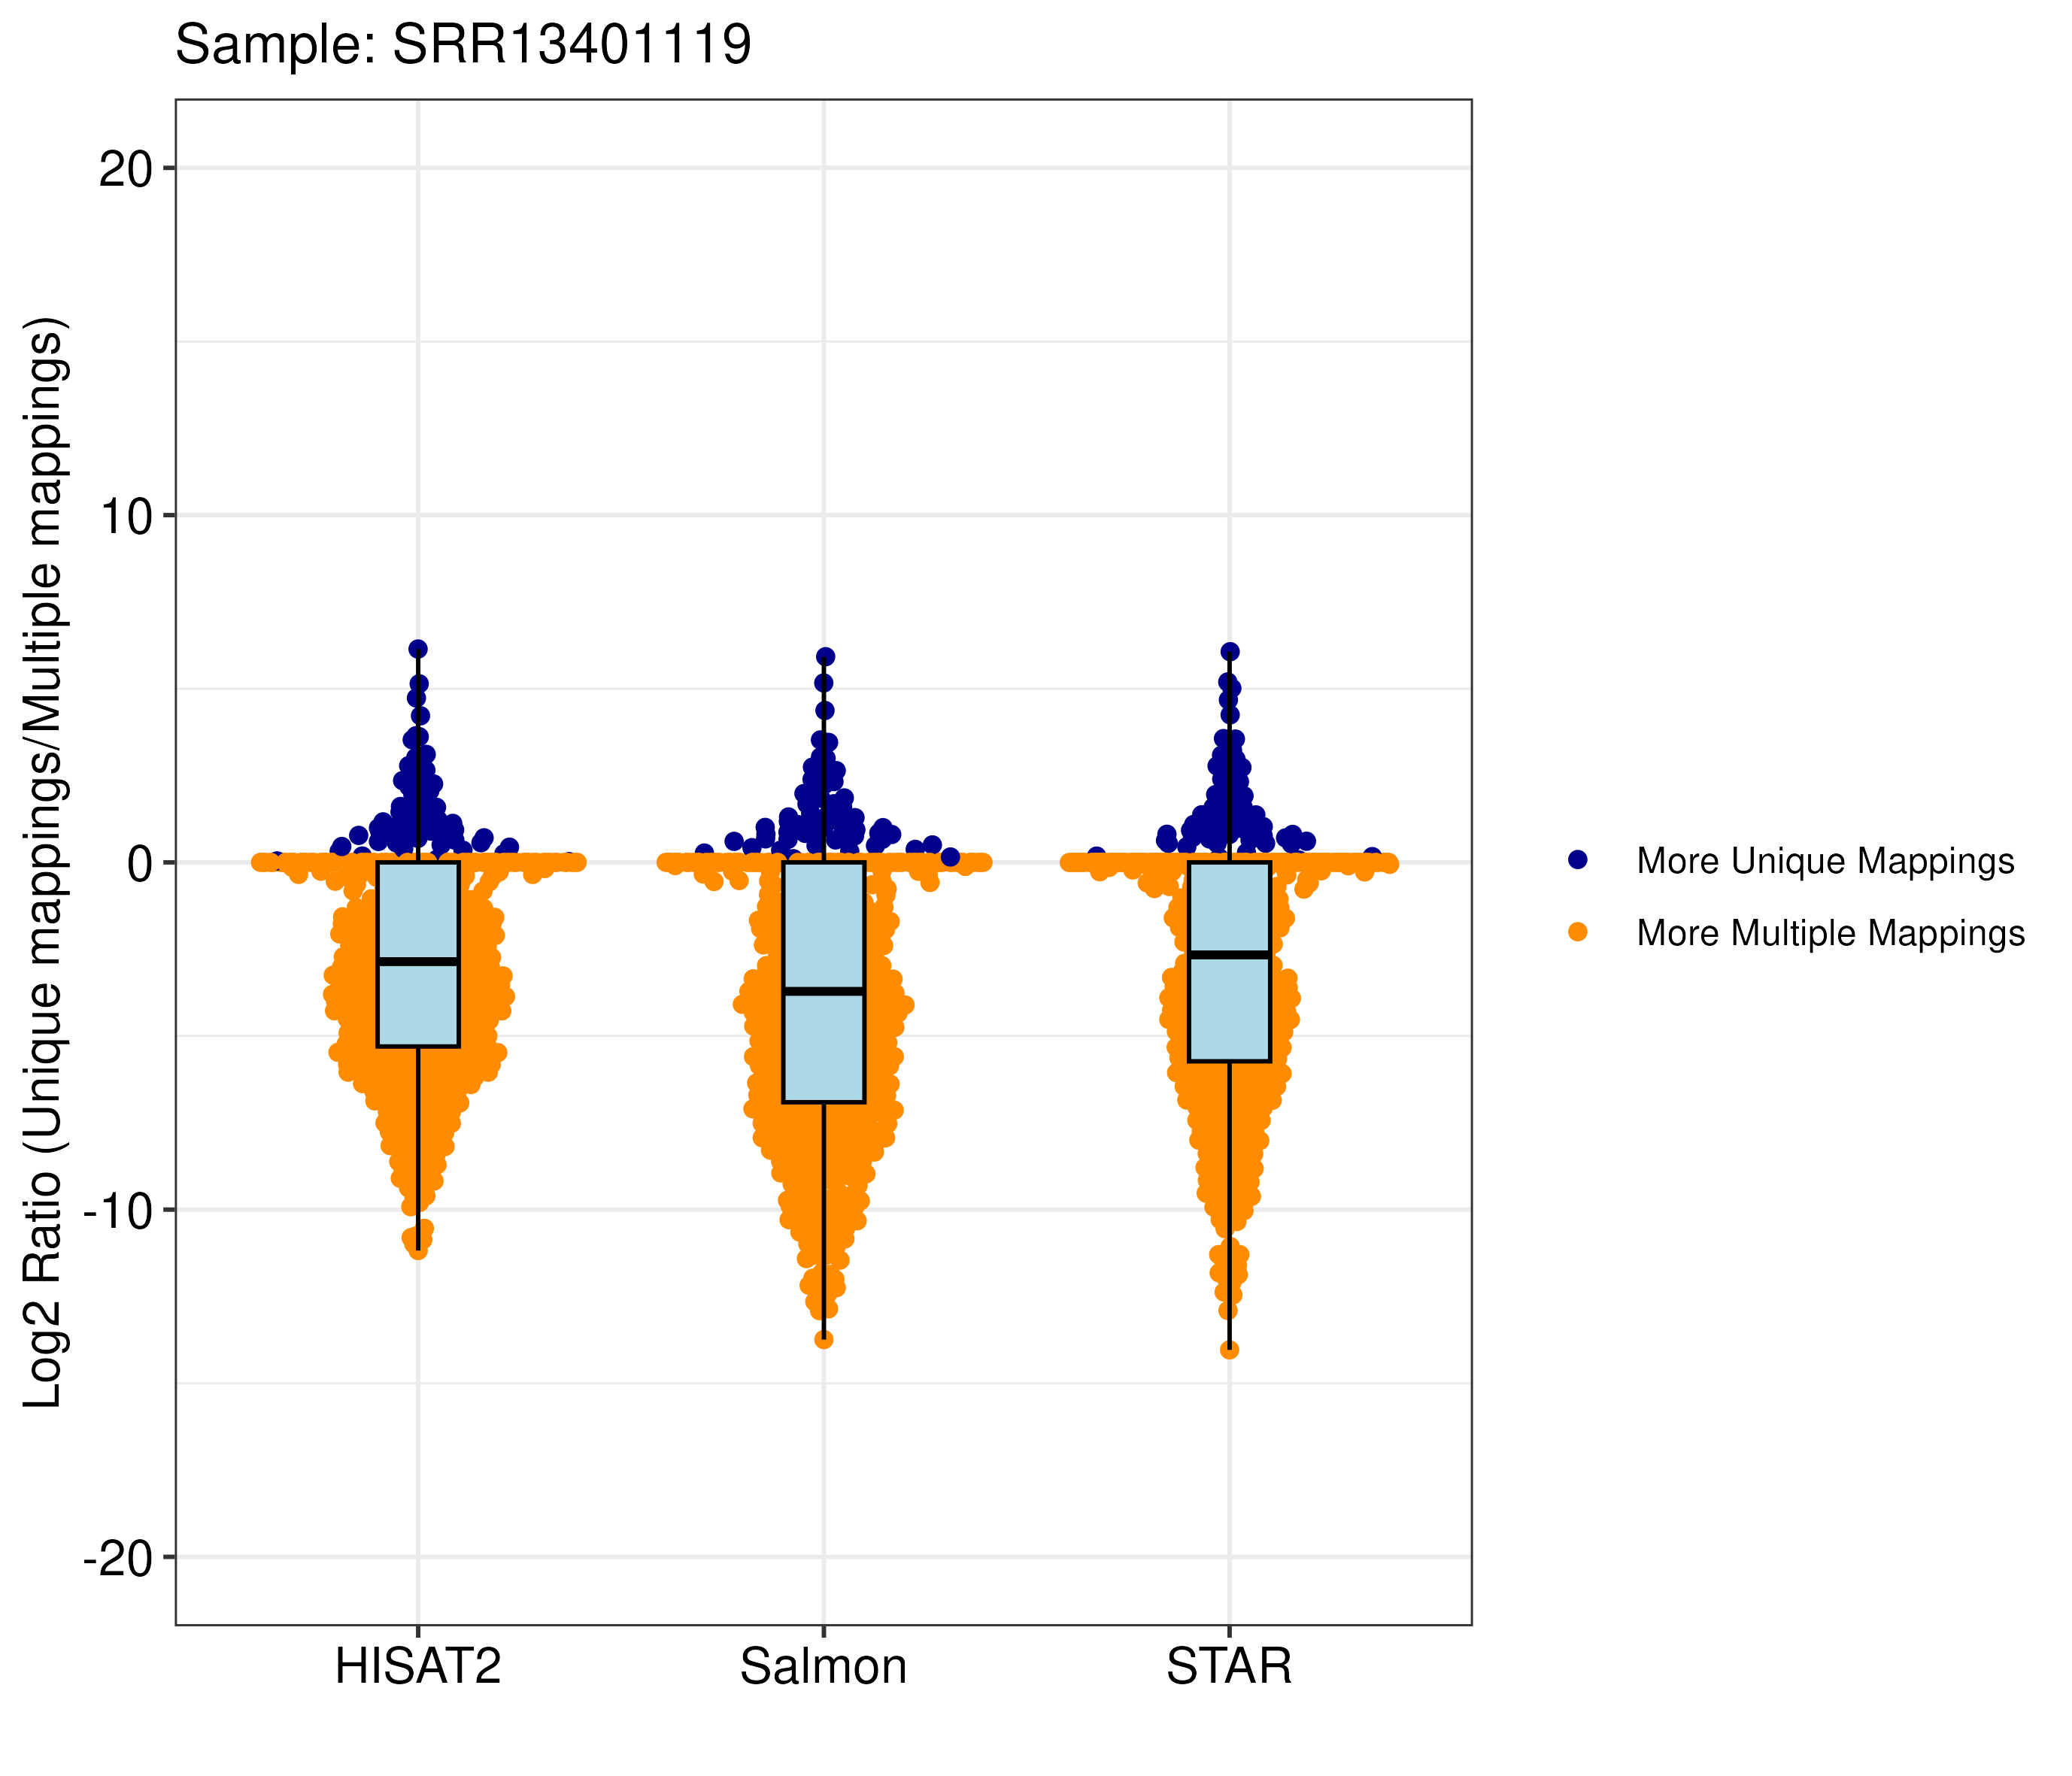 Sample: SRR13401119
Log2 Ratio (Unique mappings/Multiple mappings)
20
10
0
-10
-20
HISAT2
Salmon
STAR
More Unique Mappings
More Multiple Mappings